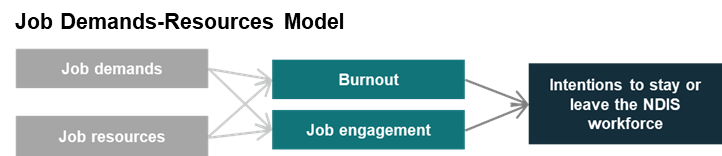 Job Demands-Resources Model
Job demands
Job resources
Burnout
Job engagement
Intentions to stay or
leave the NDIS
workforce